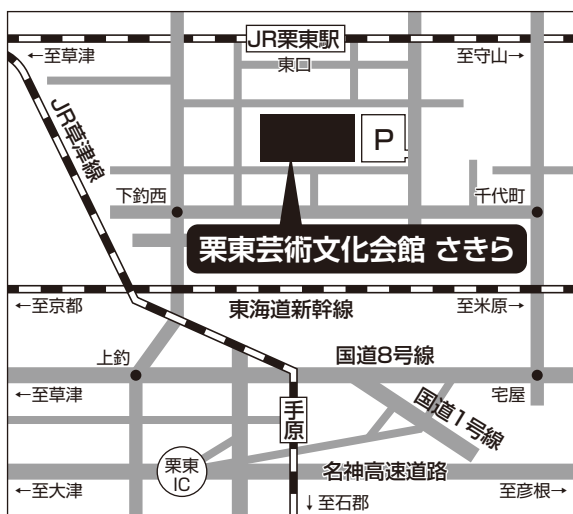 JR栗東駅
←至草津
東口
至守山→
JR草津線
P
下釣西
千代町
栗東芸術文化会館 さきら
←至京都
東海道新幹線
至米原→
上釣
国道8号線
←至草津
宅屋
手原
国道1号線
栗東
IC
名神高速道路
←至大津
↓至石部
至彦根→